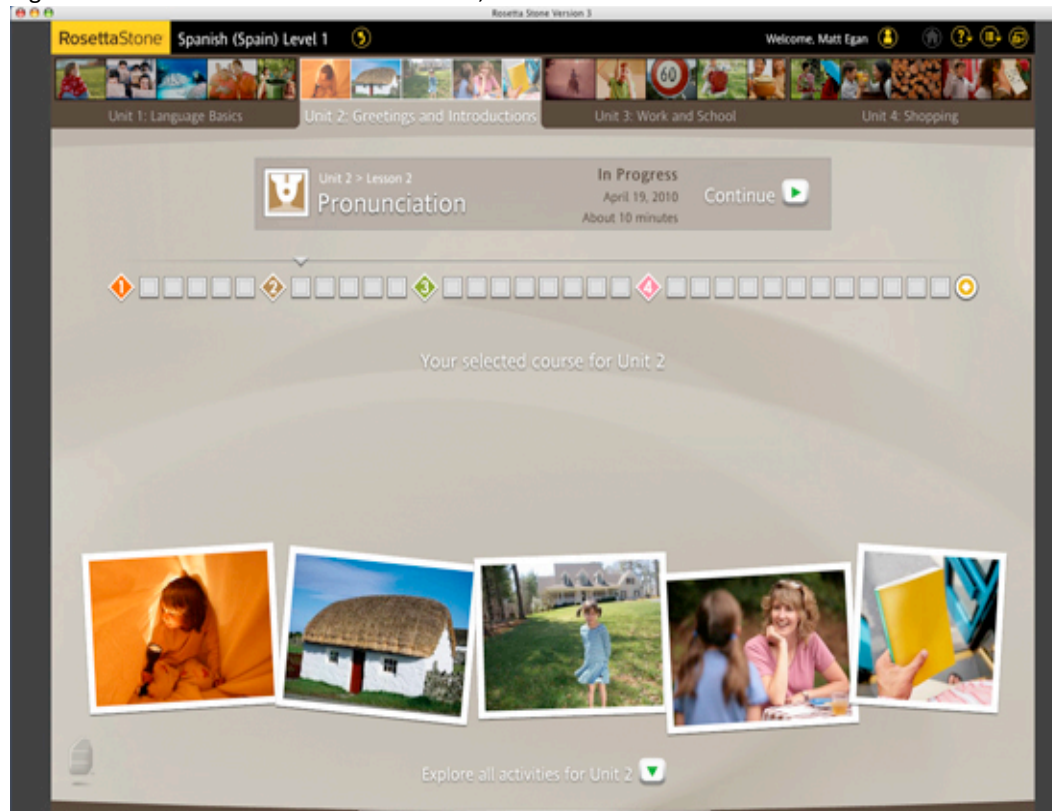 Rosetta Stone Version 3
RosettaStone Spanish (Spain) Level 1
Welcome, Matt Egan
60
Unit 1: Language Basics
Unit 2: Greetings and Introductions
Unit 3: Work and School
Unit 4: Shopping
Unit 2 > Lesson 2
Pronunciation
In Progress
April 19, 2010
About 10 minutes
Continue
1 2 3 4
Your selected course for Unit 2
Explore all activities for Unit 2